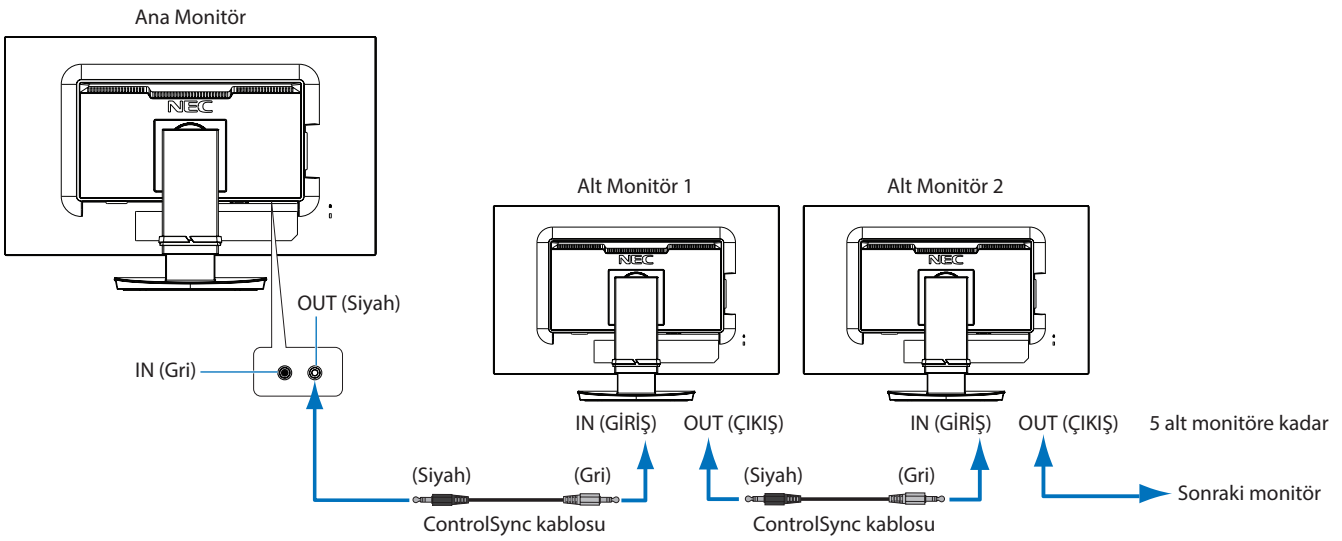 Ana Monitör
NEC
OUT (Siyah)
IN (Gri)
Alt Monitör 1
Alt Monitör 2
NEC
NEC
IN (GİRİŞ)
OUT (ÇIKIŞ)
IN (GİRİŞ)
OUT (ÇIKIŞ)
5 alt monitöre kadar
(Siyah)
(Gri)
(Siyah)
(Gri)
Sonraki monitör
ControlSync kablosu
ControlSync kablosu